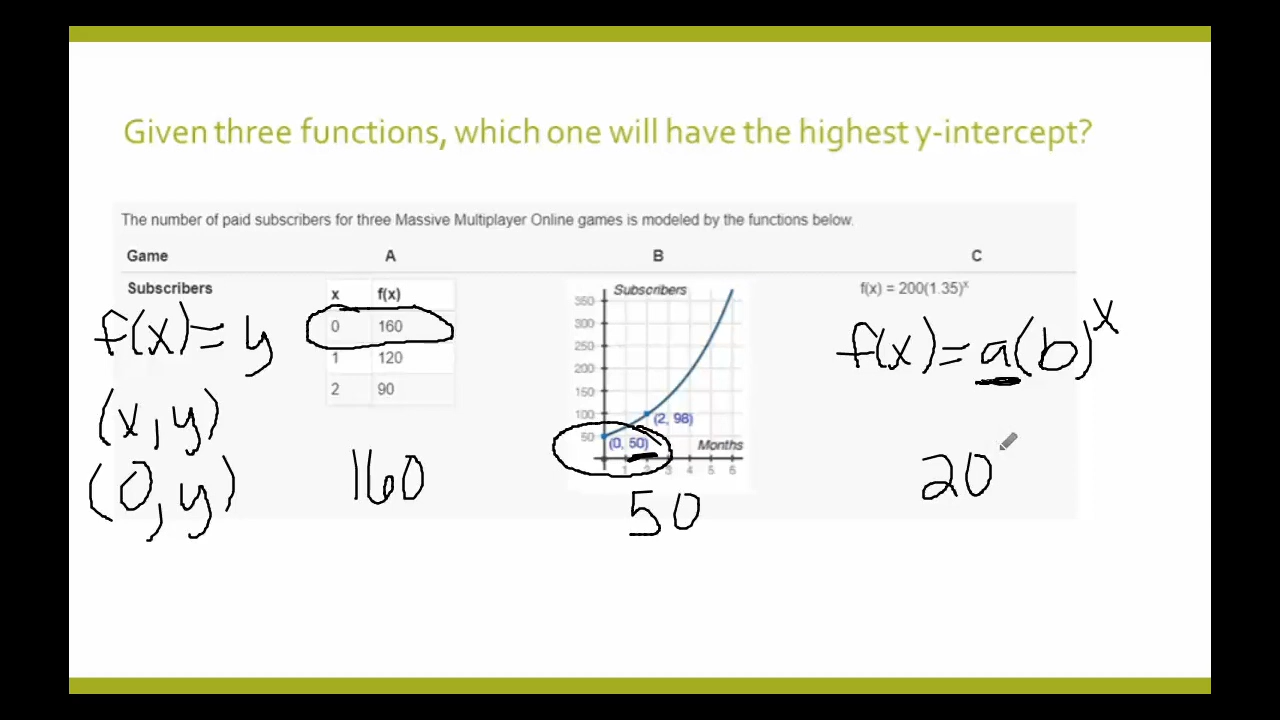 Given three functions, which one will have the highest y-intercept?
The number of paid subscribers for three Massive Multiplayer Online games is modeled by the functions below.
Game A B C
Subscribers
x f(x)
0 160
1 120
2 90
Subscribers
350
300
250
200
150
100
50
(2, 98)
(0, 50)
Months
1 2 3 4 5 6
f(x) = 200(1.35)ˣ
f(x) = y
(x, y)
(0, y)
160
50
f(x) = a(b)ˣ
20